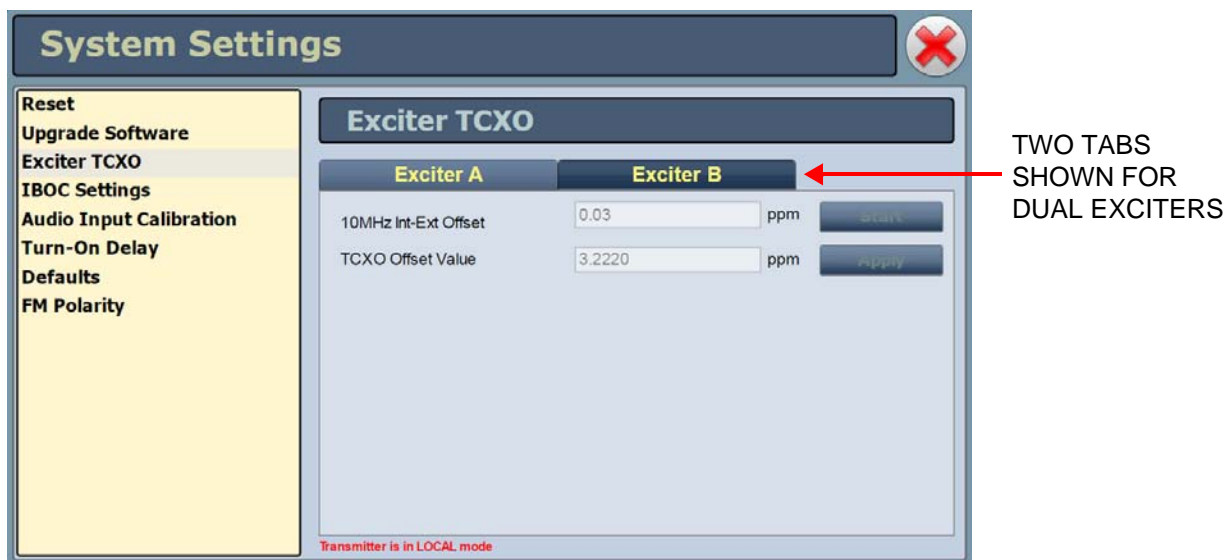 System Settings
Reset
Upgrade Software
Exciter TCXO
IBOC Settings
Audio Input Calibration
Turn-On Delay
Defaults
FM Polarity
Exciter TCXO
Exciter A
Exciter B
10MHz Int-Ext Offset
0.03
ppm
Start
TCXO Offset Value
3.2220
ppm
Apply
Transmitter is in LOCAL mode
TWO TABS
SHOWN FOR
DUAL EXCITERS